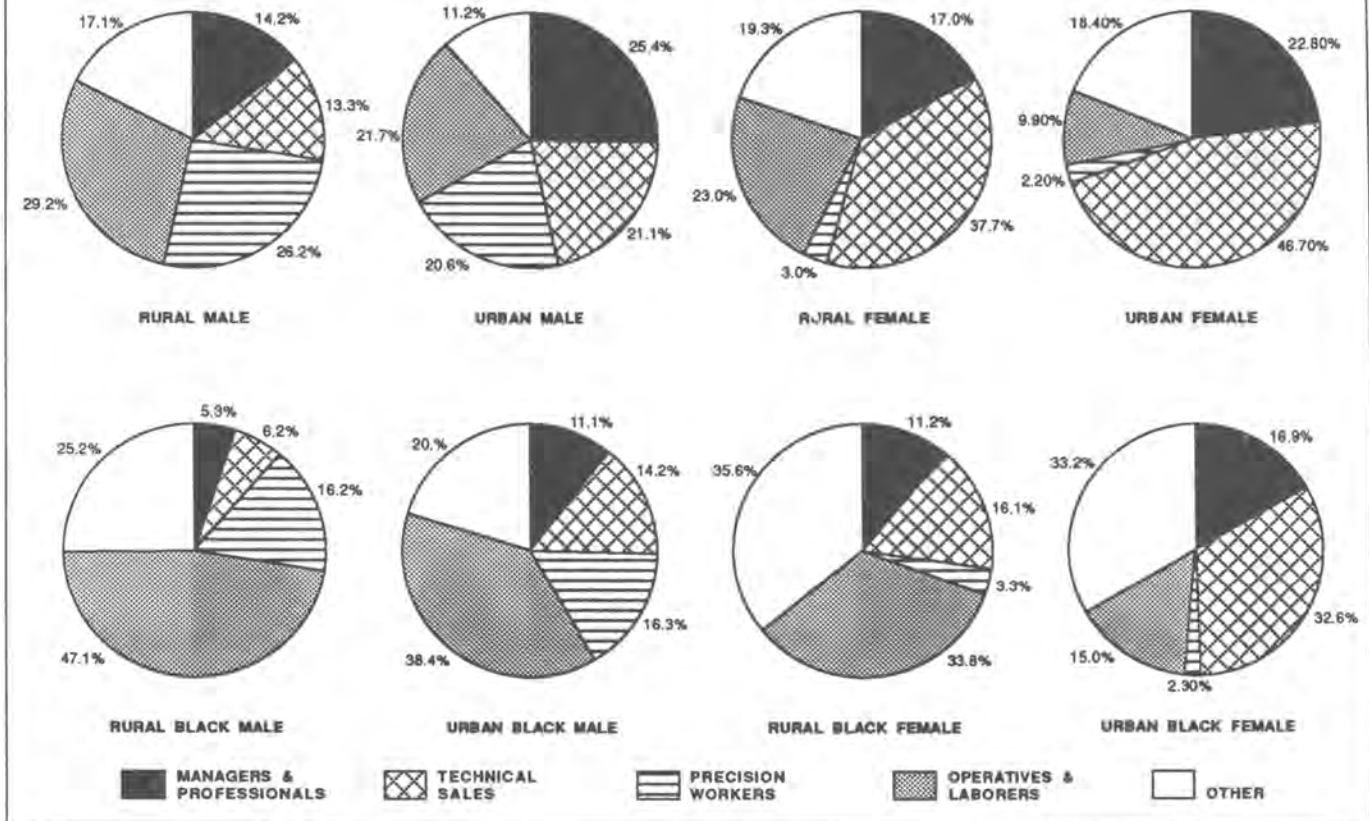 17.1%
14.2%
13.3%
26.2%
29.2%
RURAL MALE
11.2%
25.4%
21.1%
20.6%
21.7%
URBAN MALE
19.3%
17.0%
37.7%
3.0%
23.0%
RURAL FEMALE
18.40%
22.80%
46.70%
2.20%
9.90%
URBAN FEMALE
25.2%
5.3%
6.2%
16.2%
47.1%
RURAL BLACK MALE
20.%
11.1%
14.2%
16.3%
38.4%
URBAN BLACK MALE
35.6%
11.2%
16.1%
3.3%
33.8%
RURAL BLACK FEMALE
33.2%
16.9%
32.6%
2.30%
15.0%
URBAN BLACK FEMALE
MANAGERS &
PROFESSIONALS
TECHNICAL
SALES
PRECISION
WORKERS
OPERATIVES &
LABORERS
OTHER